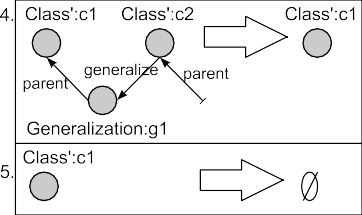 4. Class':c1 Class':c2 Class':c1
generalize
parent parent
Generalization:g1
5. Class':c1
∅